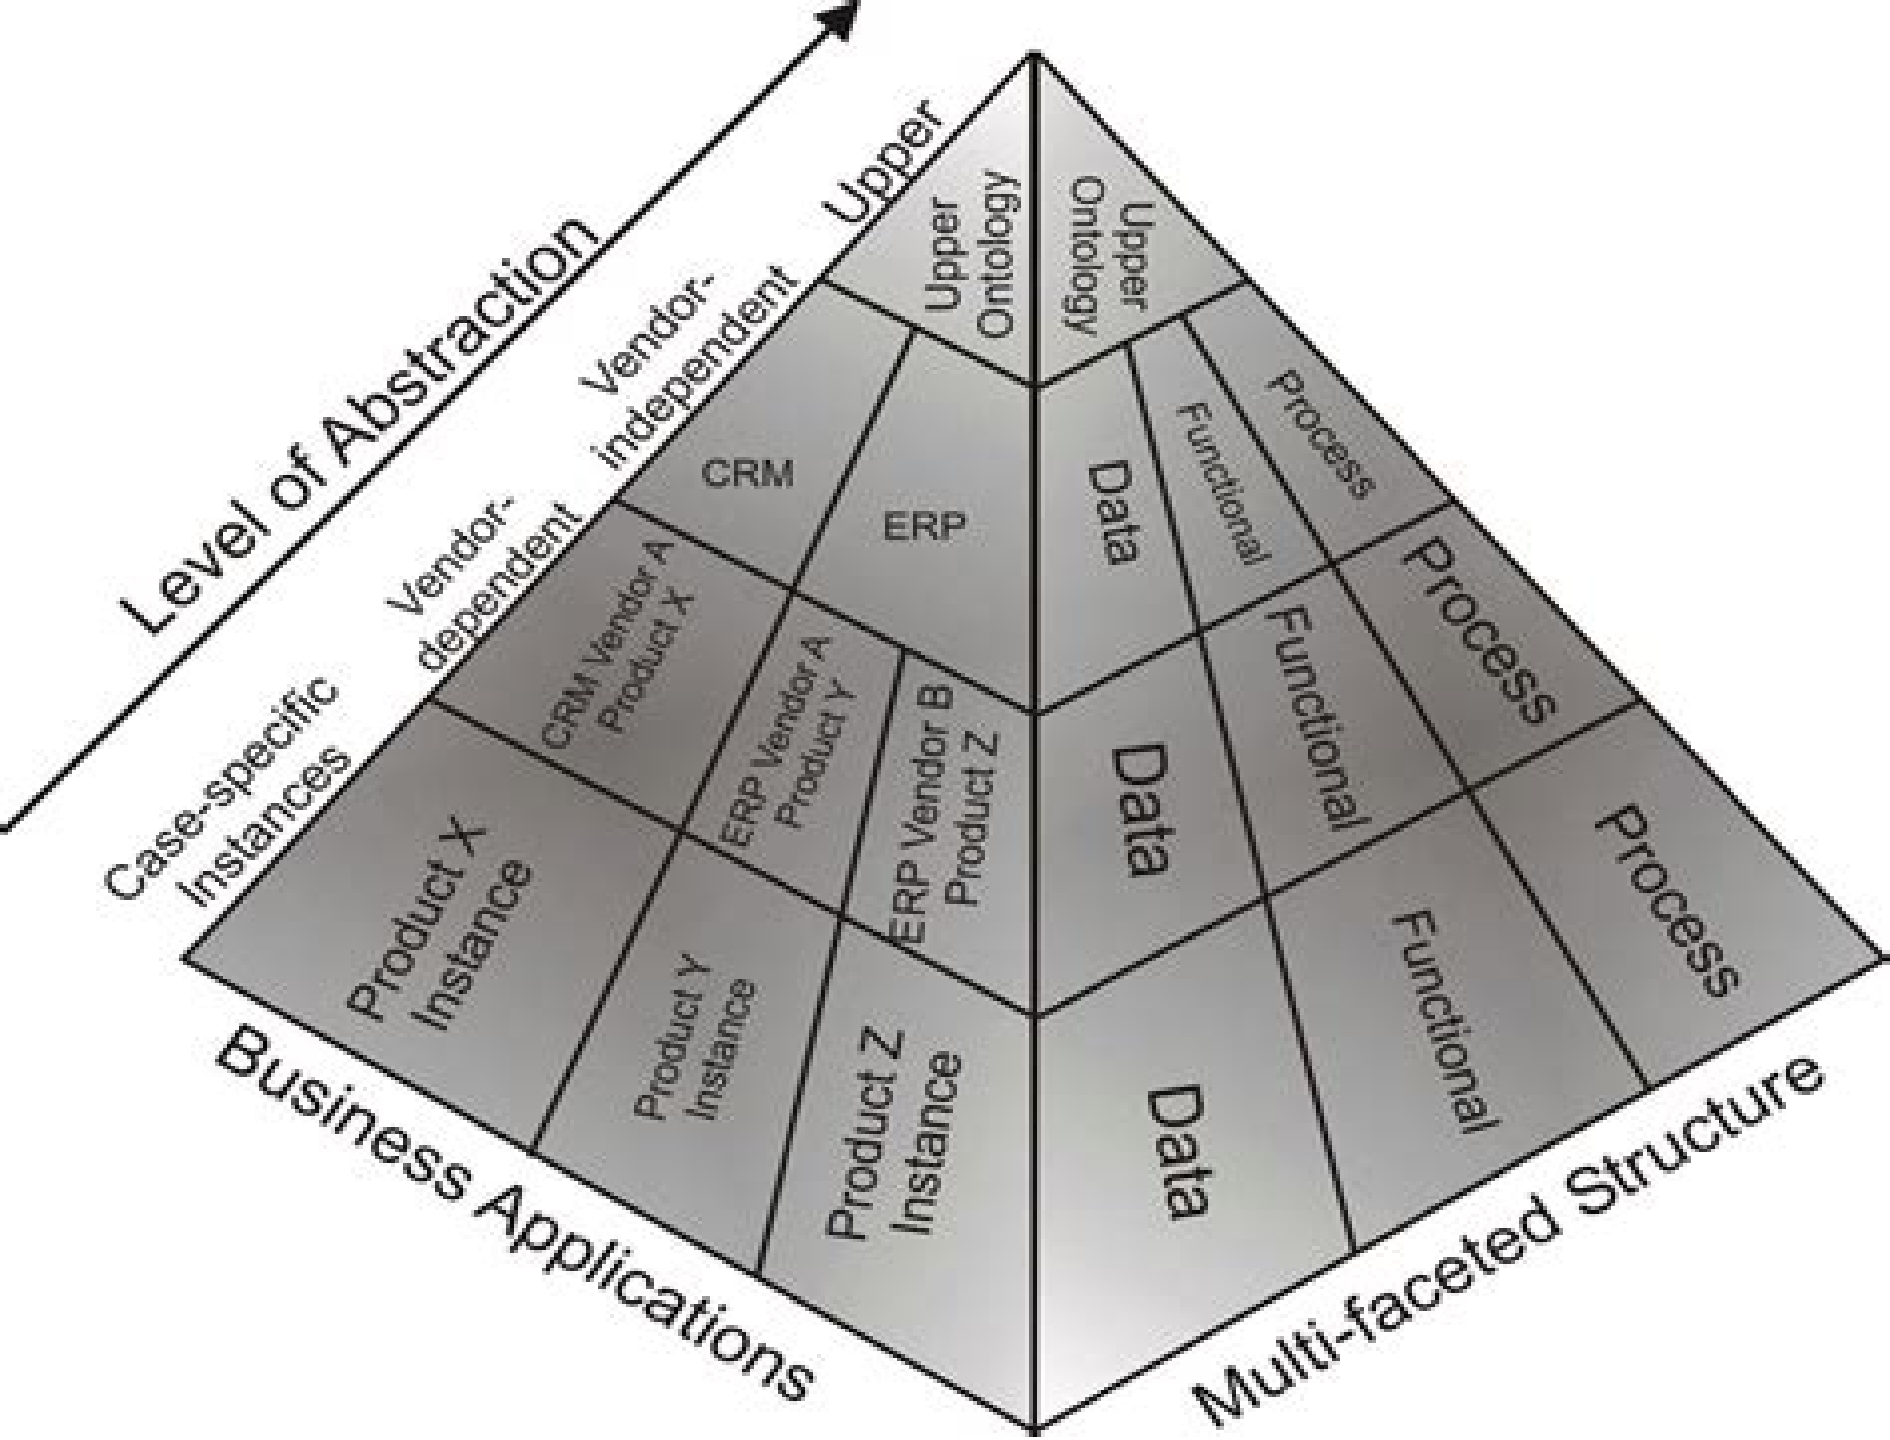 Level of Abstraction
Upper
Vendor-
independent
Vendor-
dependent
Case-specific
Instances
Upper
Ontology
Upper
Ontology
CRM
ERP
Data
Functional
Process
CRM Vendor A
Product X
ERP Vendor A
Product Y
ERP Vendor B
Product Z
Data
Functional
Process
Product X
Instance
Product Y
Instance
Product Z
Instance
Data
Functional
Process
Business Applications
Multi-faceted Structure